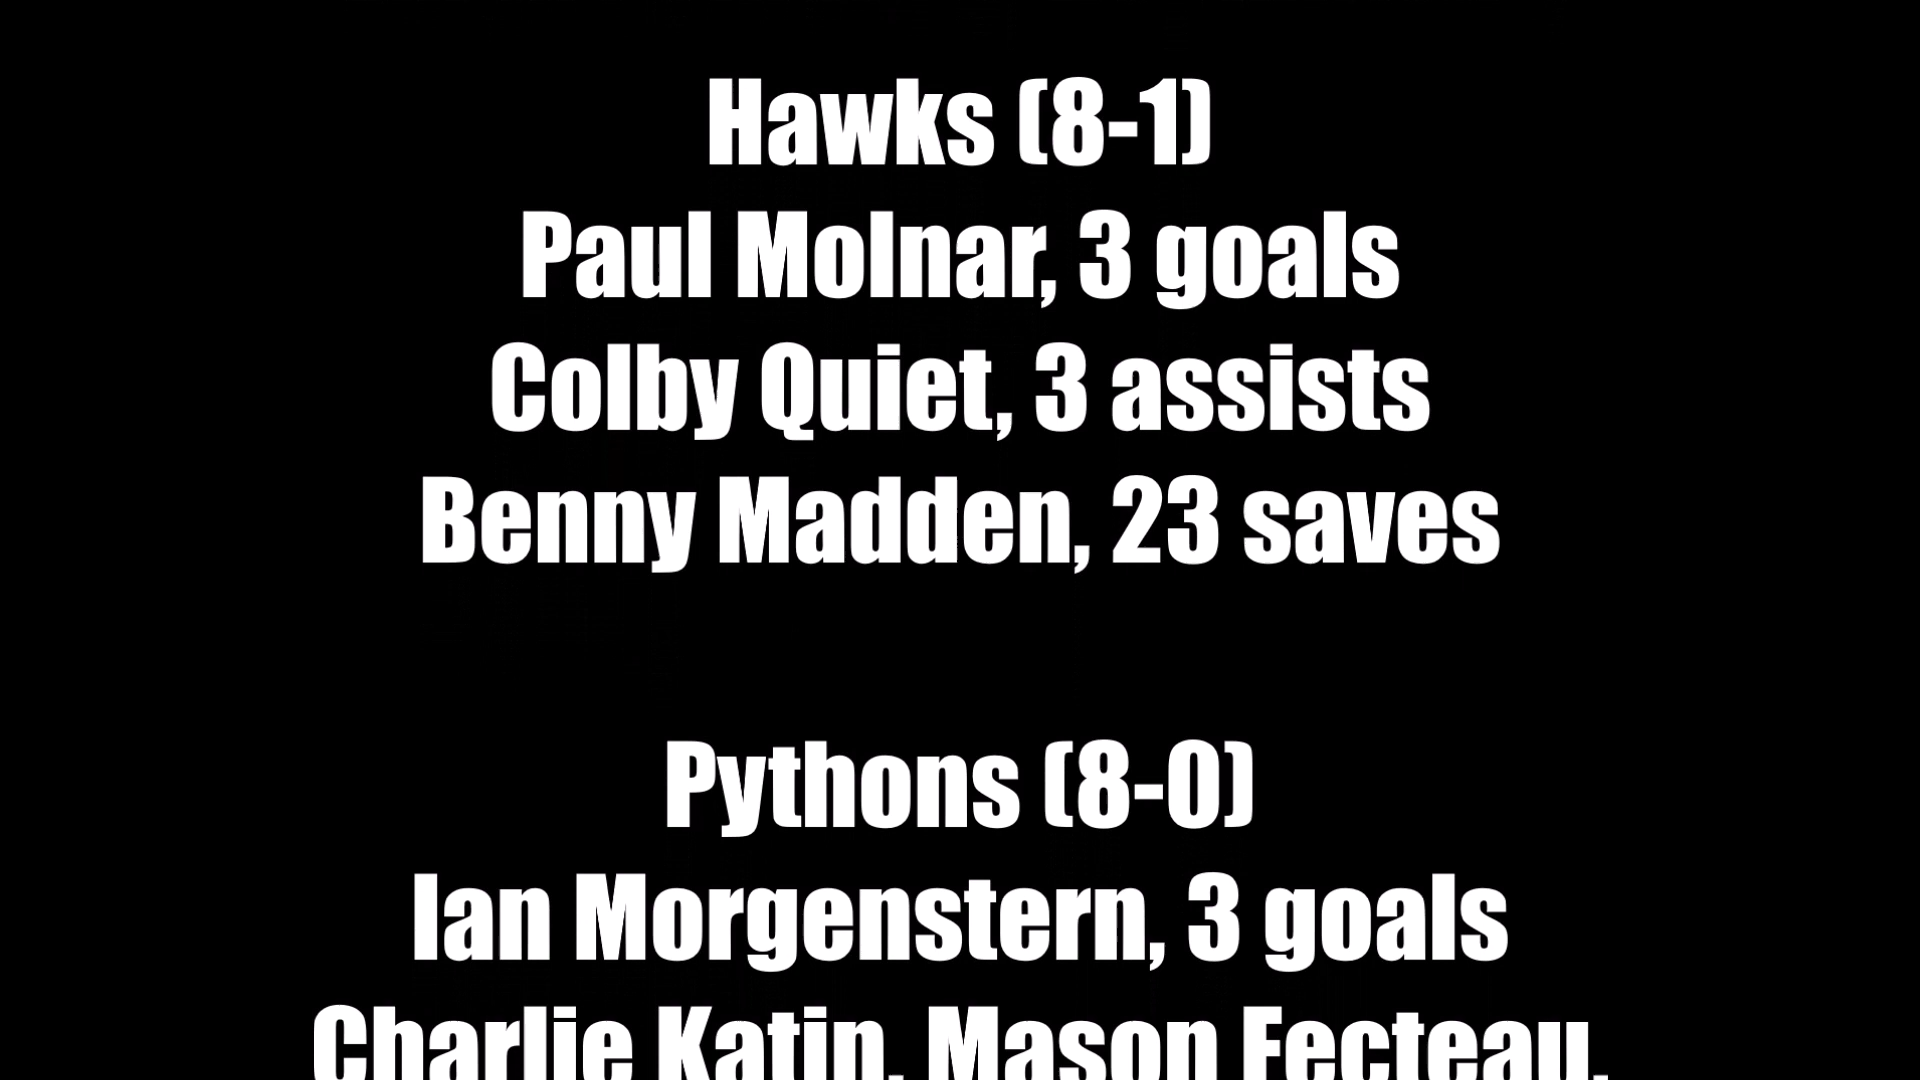 Hawks (8-1)
Paul Molnar, 3 goals
Colby Quiet, 3 assists
Benny Madden, 23 saves
Pythons (8-0)
Ian Morgenstern, 3 goals
Charlie Katin, Mason Fecteau,